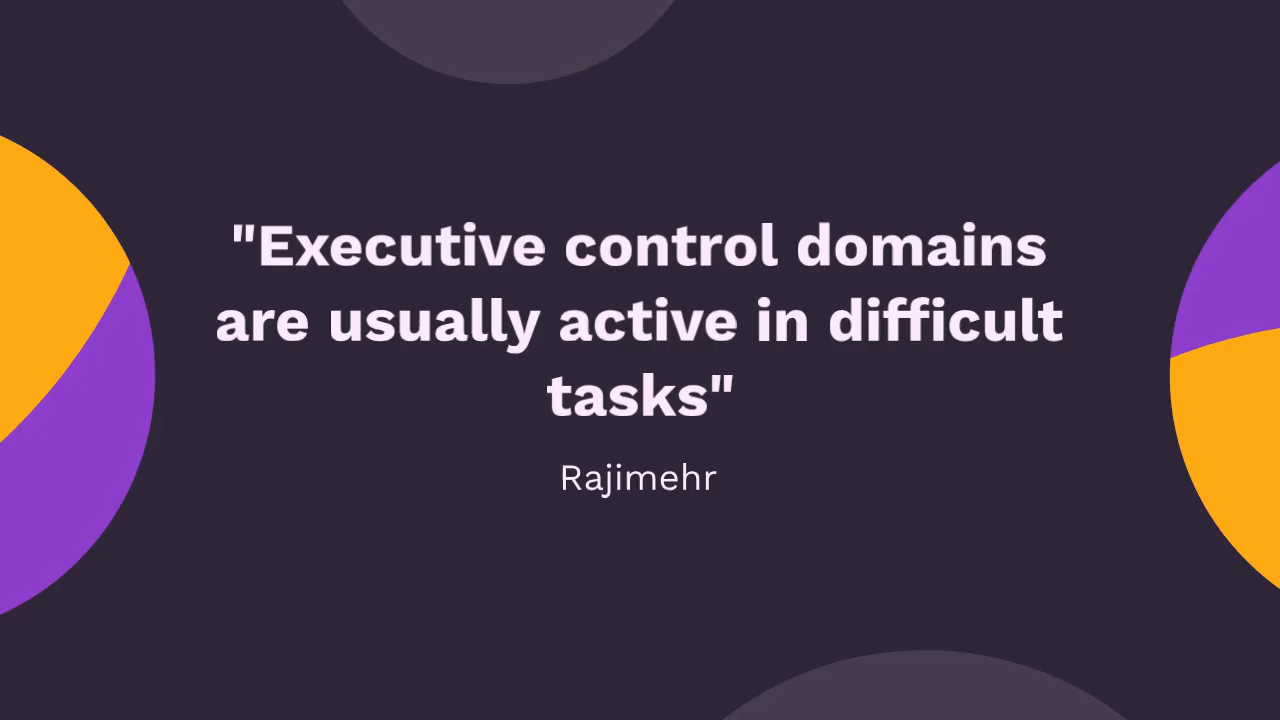 "Executive control domains
are usually active in difficult
tasks"
Rajimehr